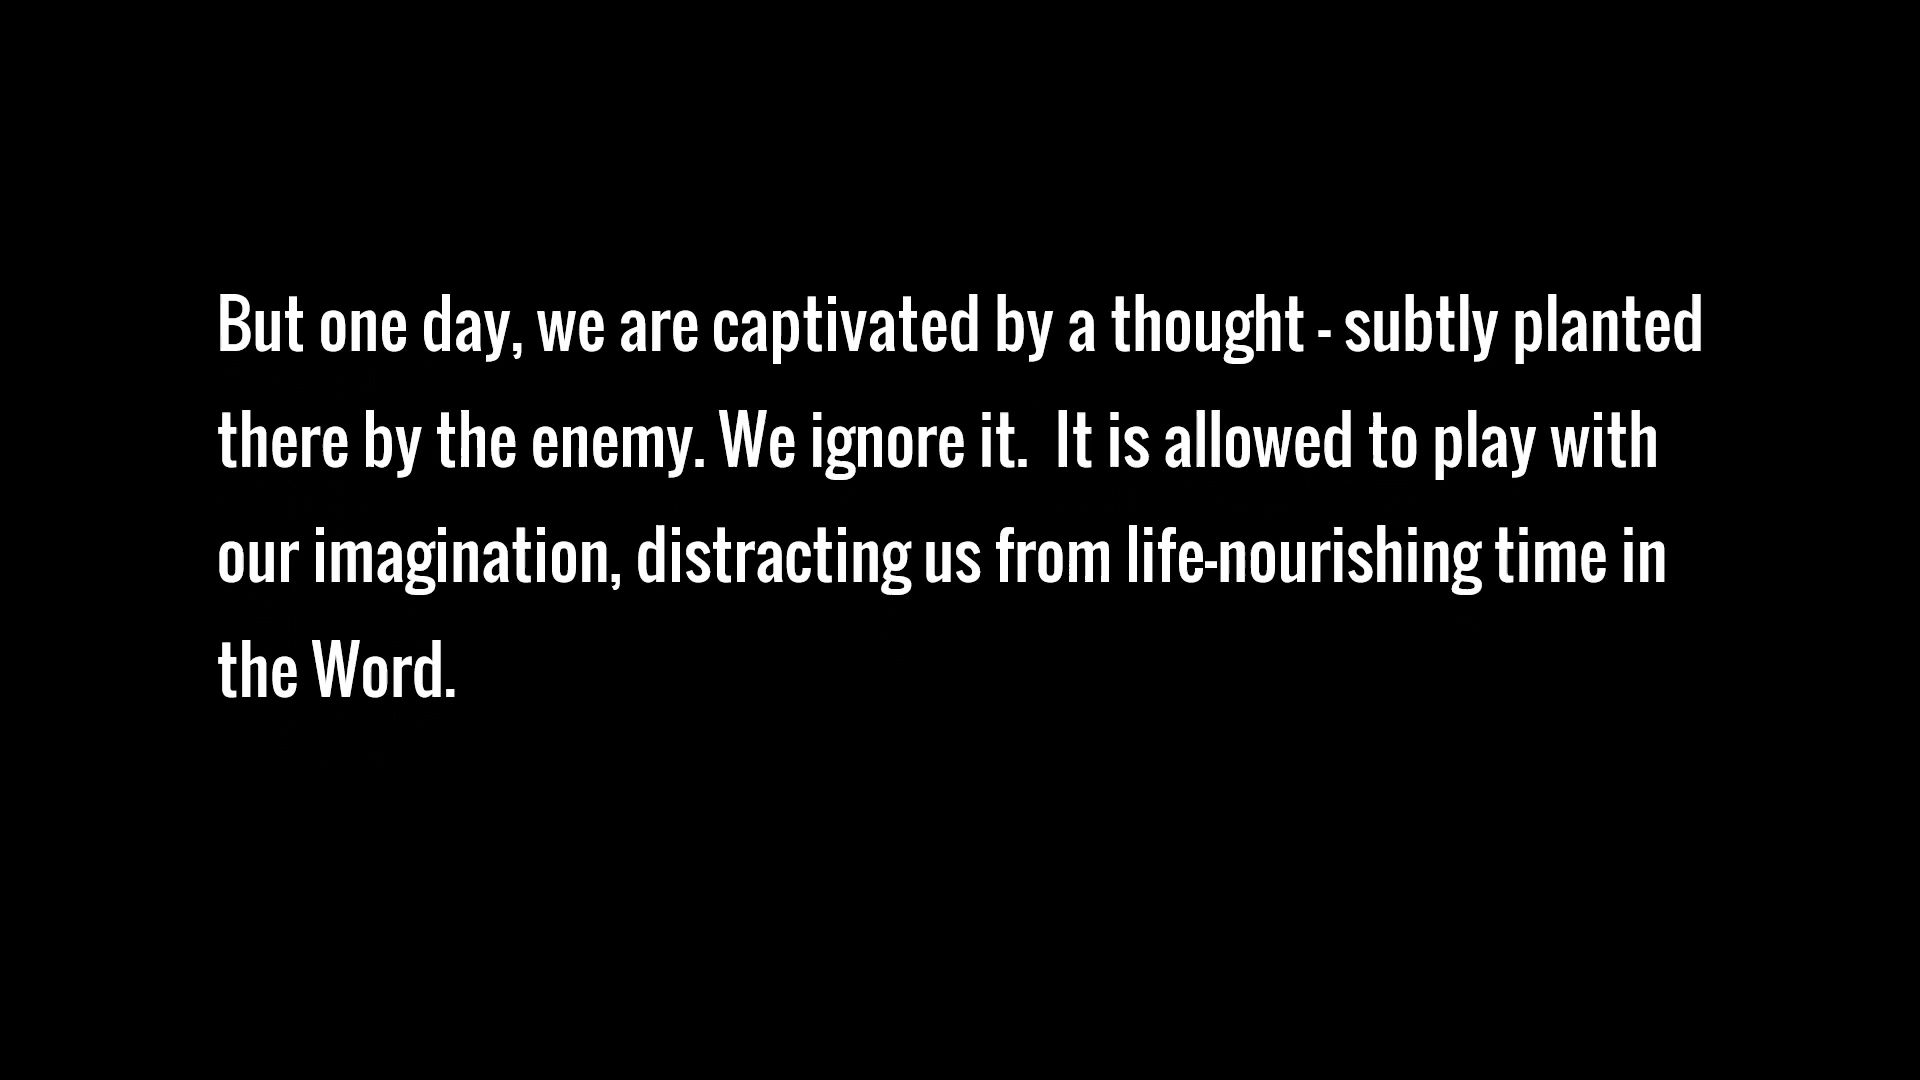 But one day, we are captivated by a thought - subtly planted
there by the enemy. We ignore it.  It is allowed to play with
our imagination, distracting us from life-nourishing time in
the Word.